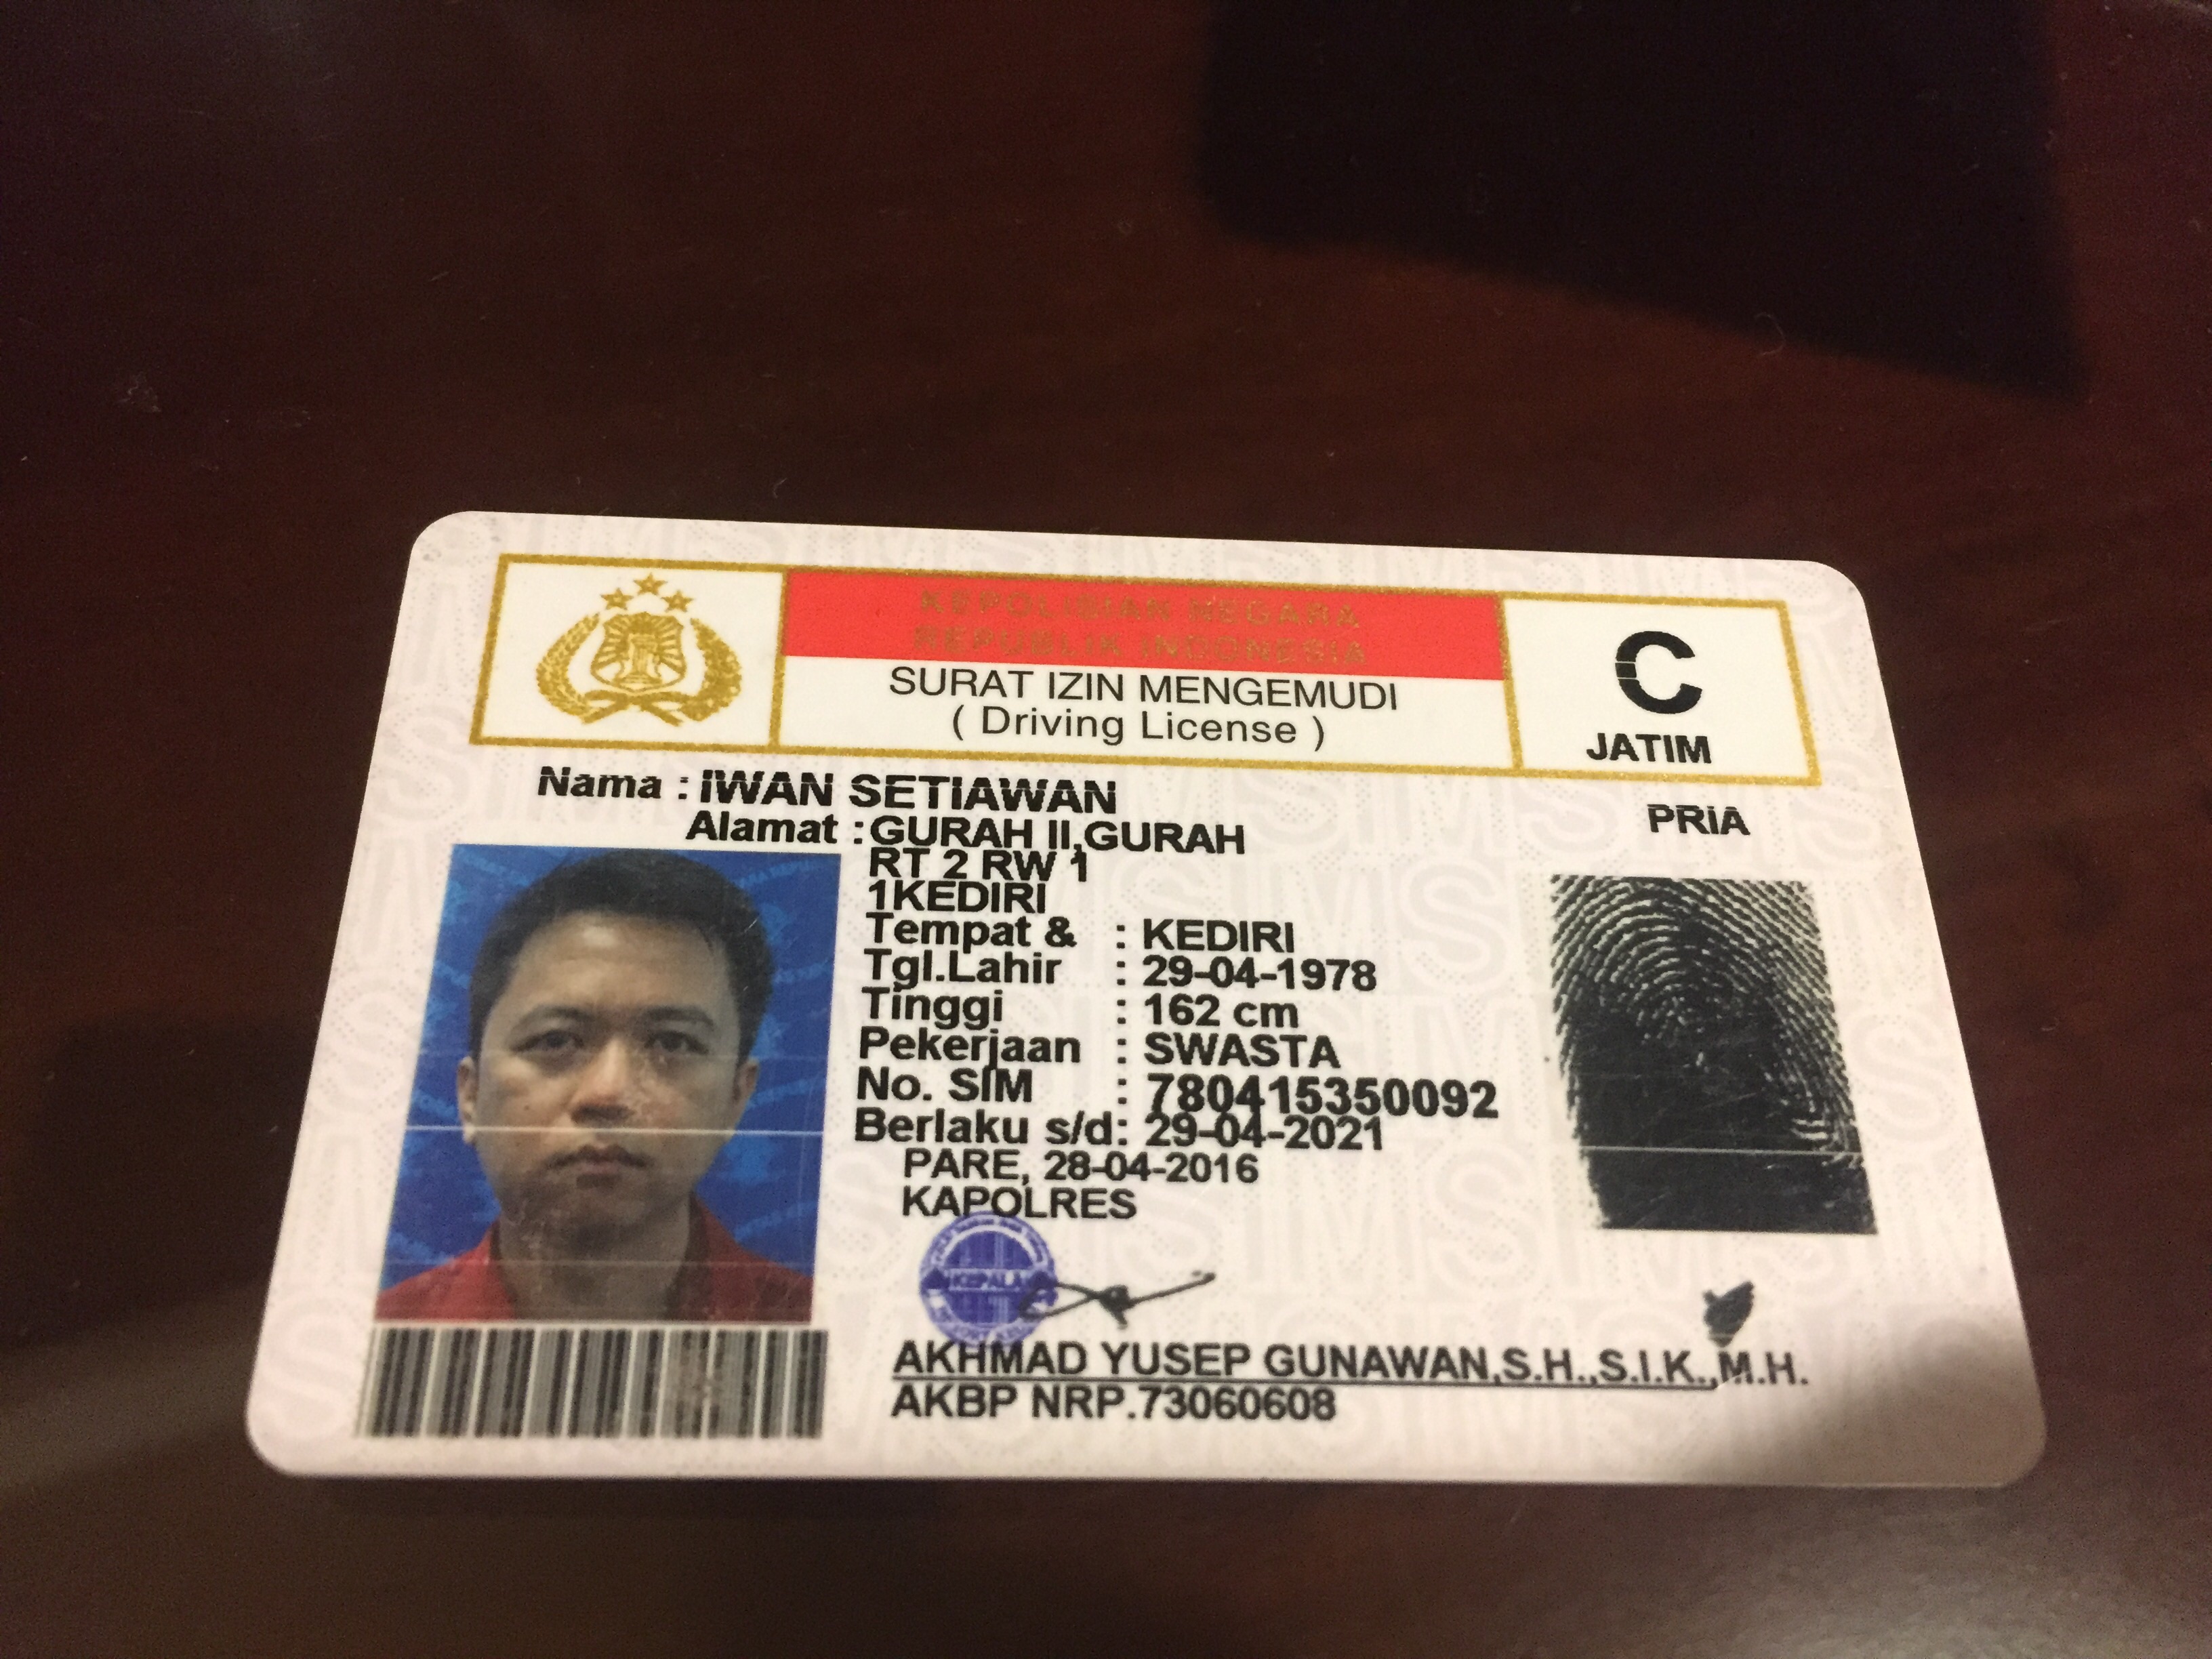 KEPOLISIAN NEGARA
REPUBLIK INDONESIA
SURAT IZIN MENGEMUDI
( Driving License )
C
JATIM
Nama : IWAN SETIAWAN
PRIA
Alamat : GURAH II,GURAH
RT 2 RW 1
1KEDIRI
Tempat & : KEDIRI
Tgl.Lahir : 29-04-1978
Tinggi : 162 cm
Pekerjaan : SWASTA
No. SIM : 780415350092
Berlaku s/d: 29-04-2021
PARE, 28-04-2016
KAPOLRES
AKHMAD YUSEP GUNAWAN,S.H.,S.I.K.,M.H.
AKBP NRP.73060608